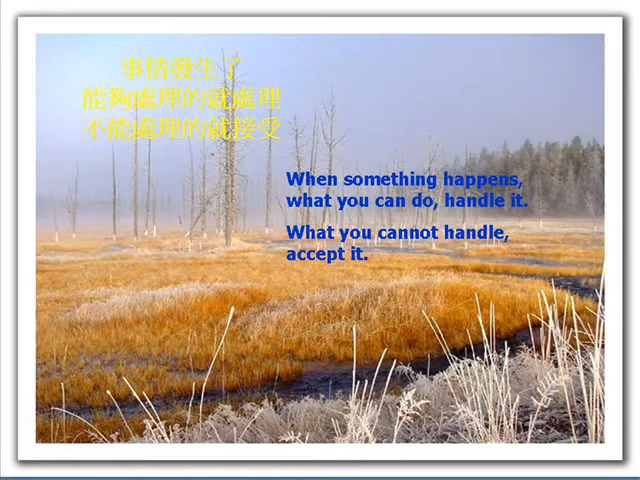 事情發生了
能夠處理的就處理
不能處理的就接受
When something happens,
what you can do, handle it.
What you cannot handle,
accept it.